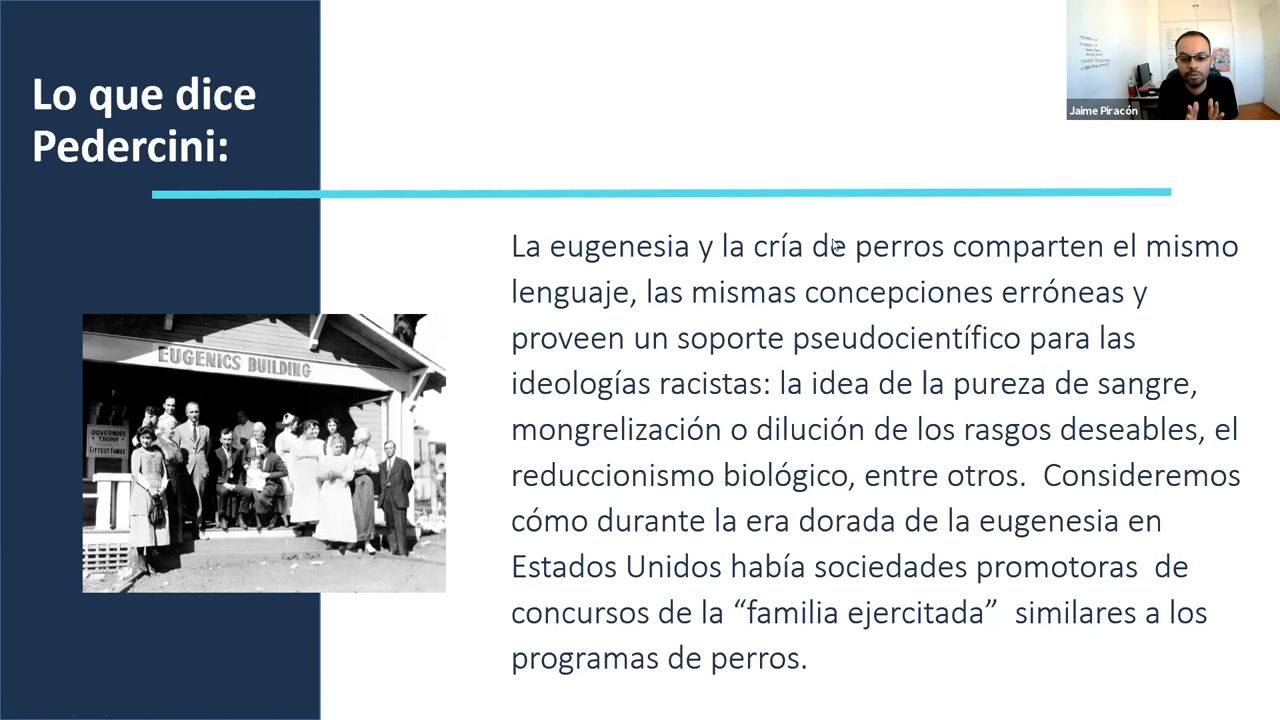 Lo que dice
Pedercini:
Jaime Piracón
La eugenesia y la cría de perros comparten el mismo
lenguaje, las mismas concepciones erróneas y
proveen un soporte pseudocientífico para las
ideologías racistas: la idea de la pureza de sangre,
mongrelización o dilución de los rasgos deseables, el
reduccionismo biológico, entre otros. Consideremos
cómo durante la era dorada de la eugenesia en
Estados Unidos había sociedades promotoras de
concursos de la “familia ejercitada” similares a los
programas de perros.
EUGENICS BUILDING
GOVERNORS
TROPHY
FITTEST FAMILY